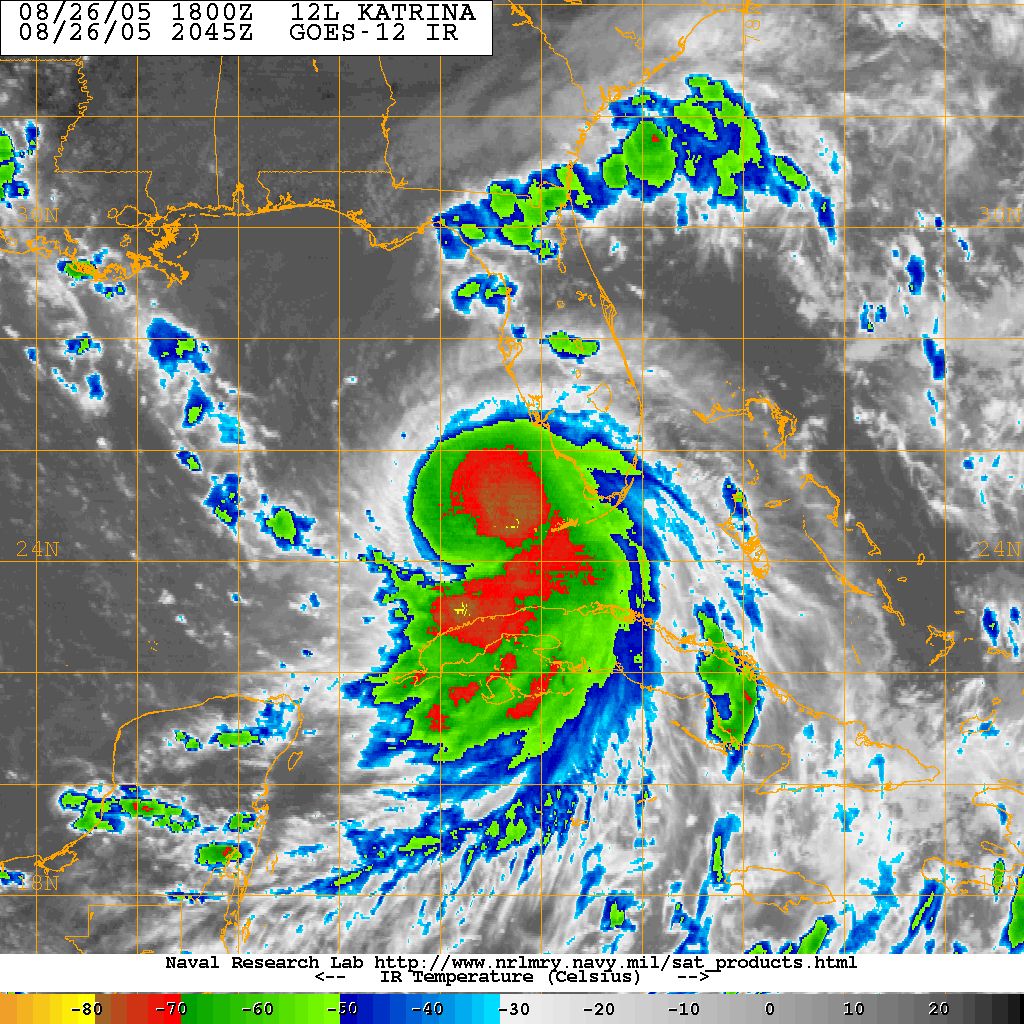 08/26/05 1800Z 12L KATRINA
08/26/05 2045Z GOES-12 IR
78W
30N 30N
24N 24N
18N
Naval Research Lab http://www.nrlmry.navy.mil/sat_products.html
<-- IR Temperature (Celsius) -->
-80 -70 -60 -50 -40 -30 -20 -10 0 10 20